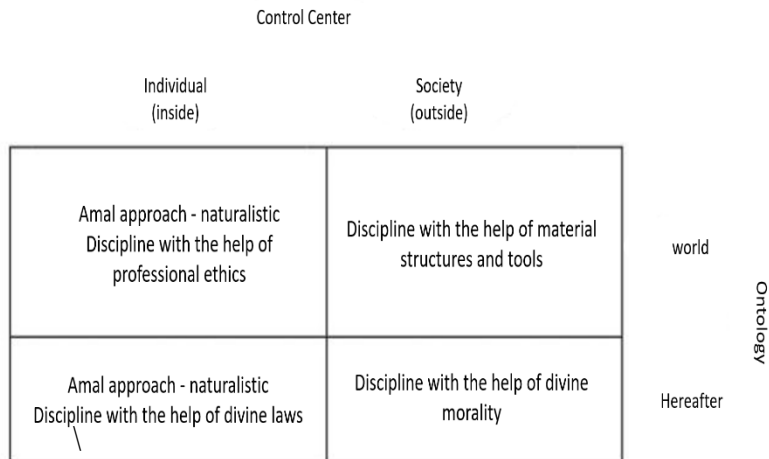 Control Center
Individual
(inside)
Society
(outside)
Amal approach - naturalistic
Discipline with the help of
professional ethics
Discipline with the help of material
structures and tools
world
Ontology
Amal approach - naturalistic
Discipline with the help of divine laws
Discipline with the help of divine
morality
Hereafter